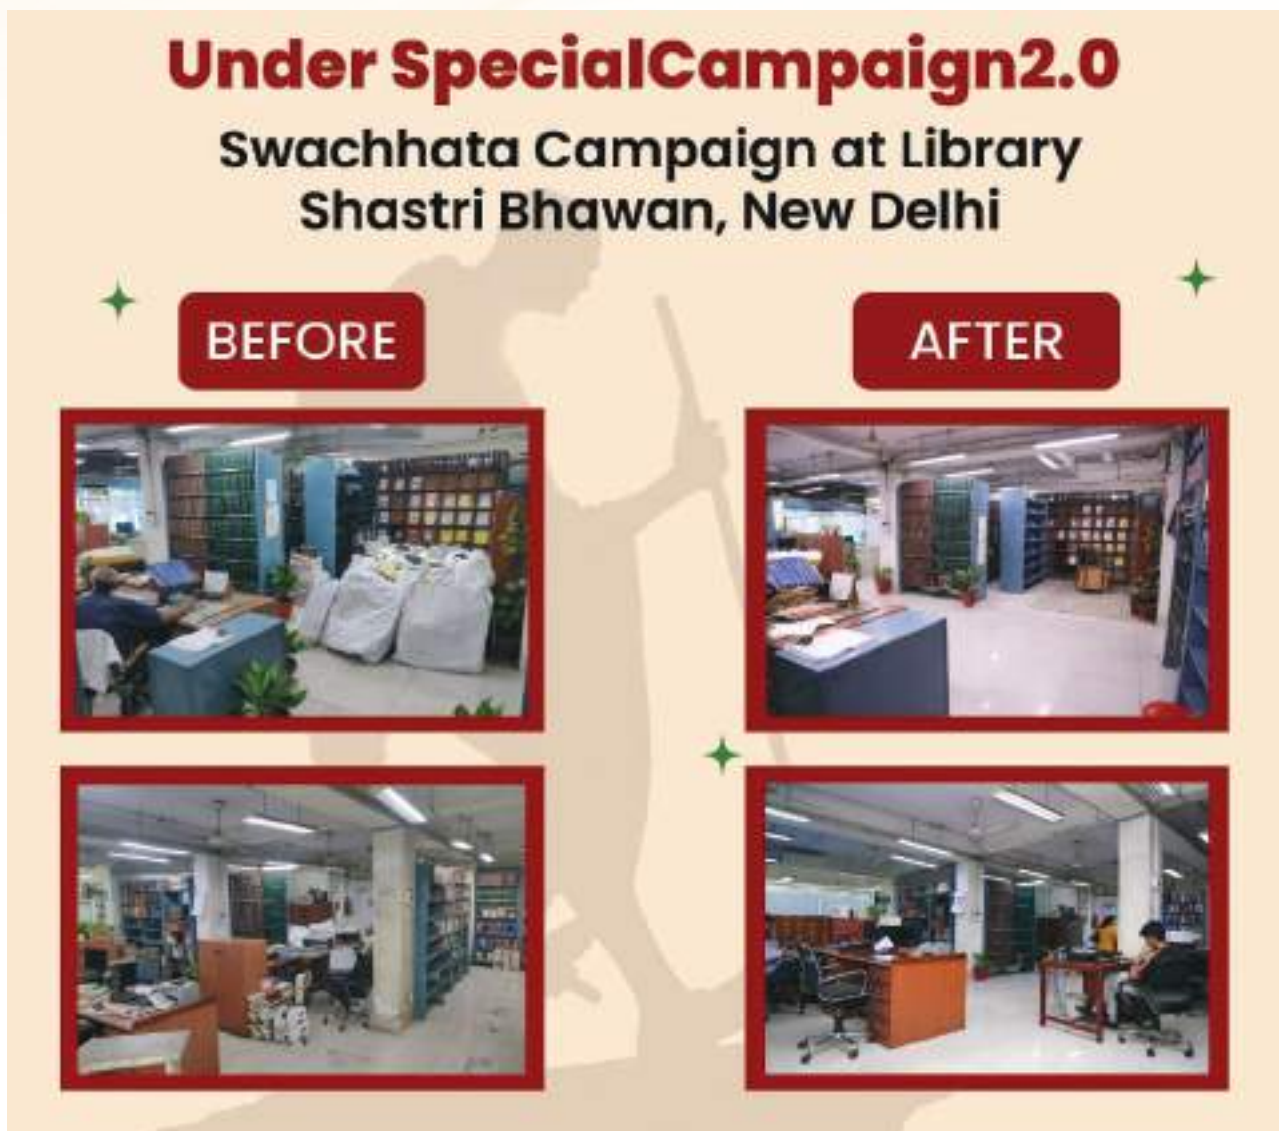 Under SpecialCampaign2.0
Swachhata Campaign at Library
Shastri Bhawan, New Delhi
BEFORE
AFTER